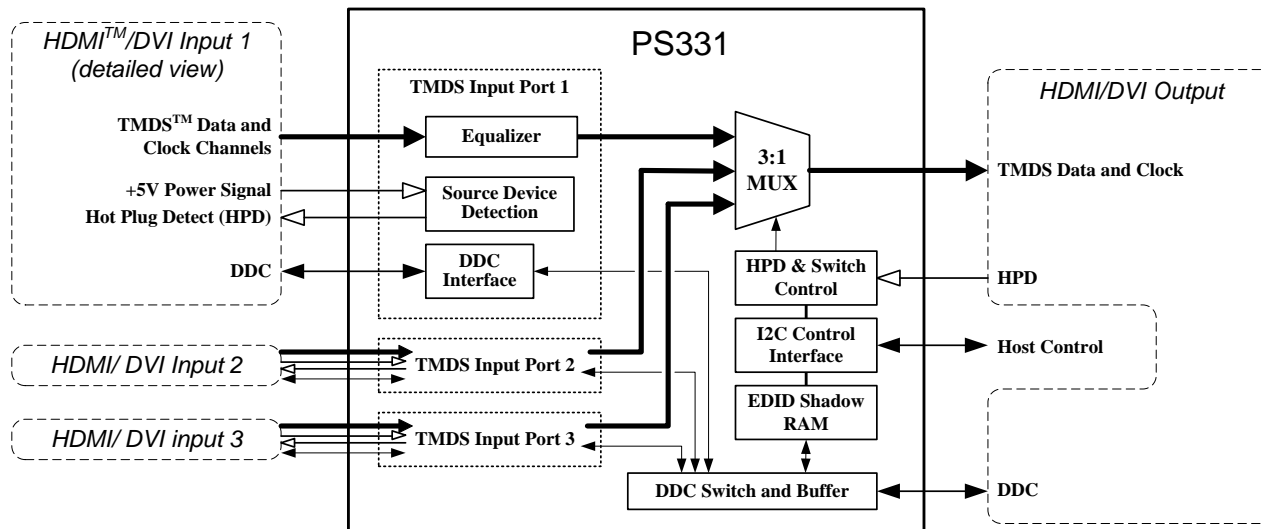 HDMI™/DVI Input 1
(detailed view)
TMDS™ Data and
Clock Channels
+5V Power Signal
Hot Plug Detect (HPD)
DDC
HDMI/ DVI Input 2
HDMI/ DVI input 3
PS331
TMDS Input Port 1
Equalizer
Source Device
Detection
DDC
Interface
TMDS Input Port 2
TMDS Input Port 3
3:1
MUX
HPD & Switch
Control
I2C Control
Interface
EDID Shadow
RAM
DDC Switch and Buffer
HDMI/DVI Output
TMDS Data and Clock
HPD
Host Control
DDC